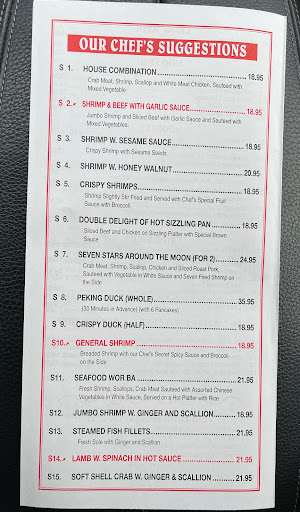 OUR CHEF'S SUGGESTIONS
S 1. HOUSE COMBINATION 18.95
Crab Meat, Shrimp, Scallop and White Meat Chicken, Sauteed with
Mixed Vegetable
S 2. SHRIMP & BEEF WITH GARLIC SAUCE 18.95
Jumbo Shrimp and Sliced Beef with Garlic Sauce and Sauteed with
Mixed Vegetables.
S 3. SHRIMP W. SESAME SAUCE 18.95
Crispy Shrimp with Sesame Seeds
S 4. SHRIMP W. HONEY WALNUT 20.95
S 5. CRISPY SHRIMPS 18.95
Shrimp Slightly Stir Fried and Served with Chef's Special Fruit
Sauce with Broccoli
S 6. DOUBLE DELIGHT OF HOT SIZZLING PAN 18.95
Sliced Beef and Chicken on Sizzling Platter with Special Brown
Sauce
S 7. SEVEN STARS AROUND THE MOON (FOR 2) 24.95
Crab Meat, Shrimp, Scallop, Chicken and Sliced Roast Pork,
Sauteed with Vegetable in White Sauce and Seven Fried Shrimp on
the Side
S 8. PEKING DUCK (WHOLE) 35.95
(30 Minutes in Advance) (with 6 Pancakes)
S 9. CRISPY DUCK (HALF) 18.95
S10. GENERAL SHRIMP 18.95
Breaded Shrimp with our Chef's Secret Spicy Sauce and Broccoli
on the Side
S11. SEAFOOD WOR BA 21.95
Fresh Shrimp, Scallops, Crab Meat Sauteed with Assorted Chinese
Vegetables in White Sauce, Served on a Hot Platter with Rice
S12. JUMBO SHRIMP W. GINGER AND SCALLION 18.95
S13. STEAMED FISH FILLETS 21.95
Fresh Sole with Ginger and Scallion
S14. LAMB W. SPINACH IN HOT SAUCE 21.95
S15. SOFT SHELL CRAB W. GINGER & SCALLION 21.95